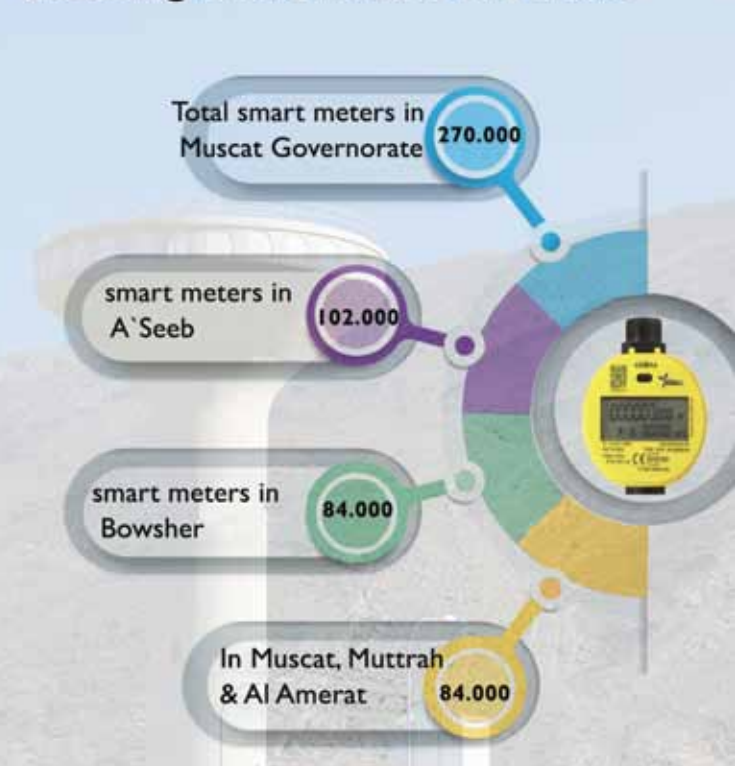 Total smart meters in
Muscat Governorate
270.000
smart meters in
A`Seeb
102.000
smart meters in
Bowsher
84.000
In Muscat, Muttrah
& Al Amerat
84.000